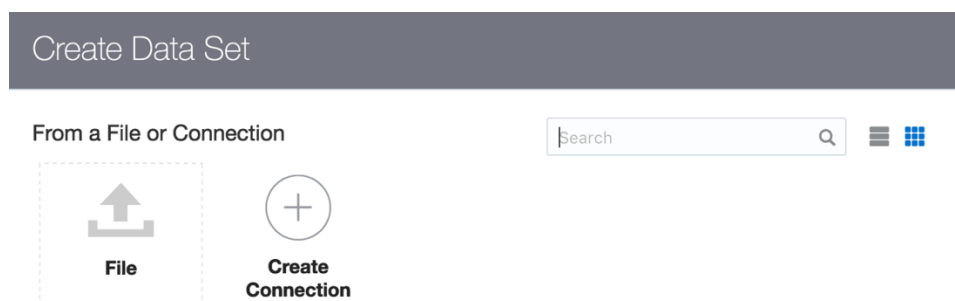 Create Data Set
From a File or Connection
Search
File
Create
Connection